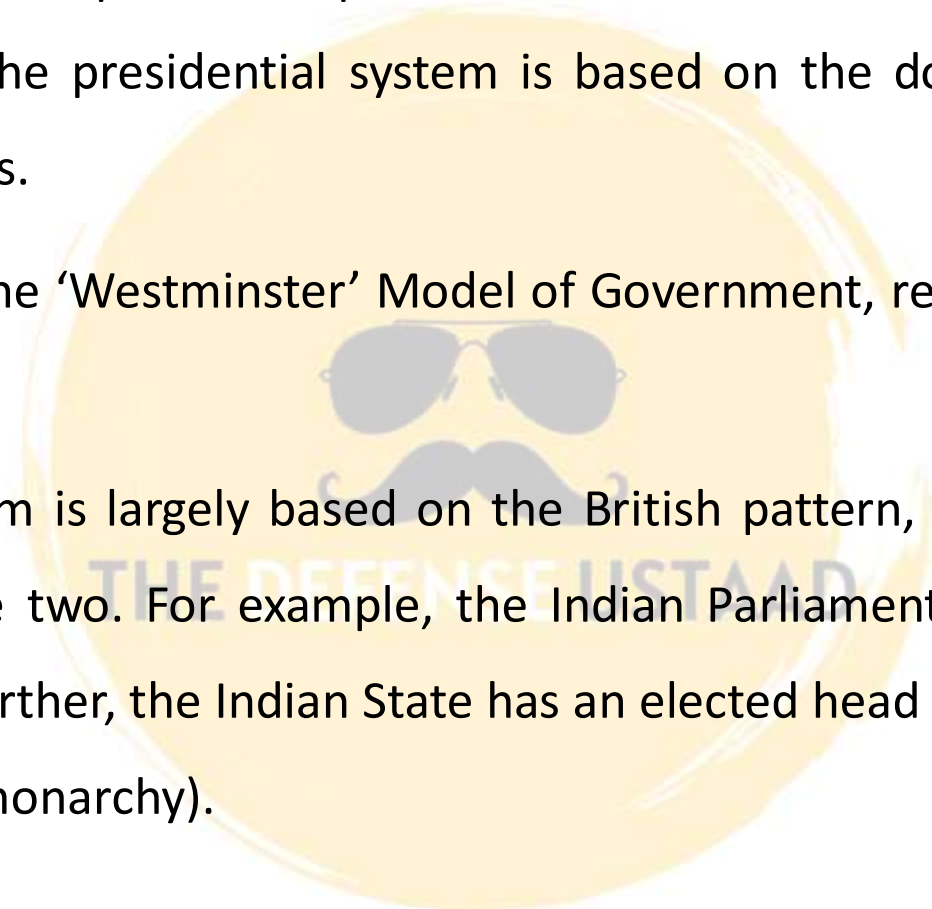 he presidential system is based on the do
s.
ne ‘Westminster’ Model of Government, re
m is largely based on the British pattern,
THE DEFENSE USTAAD
e two. For example, the Indian Parliament
rther, the Indian State has an elected head
nonarchy).